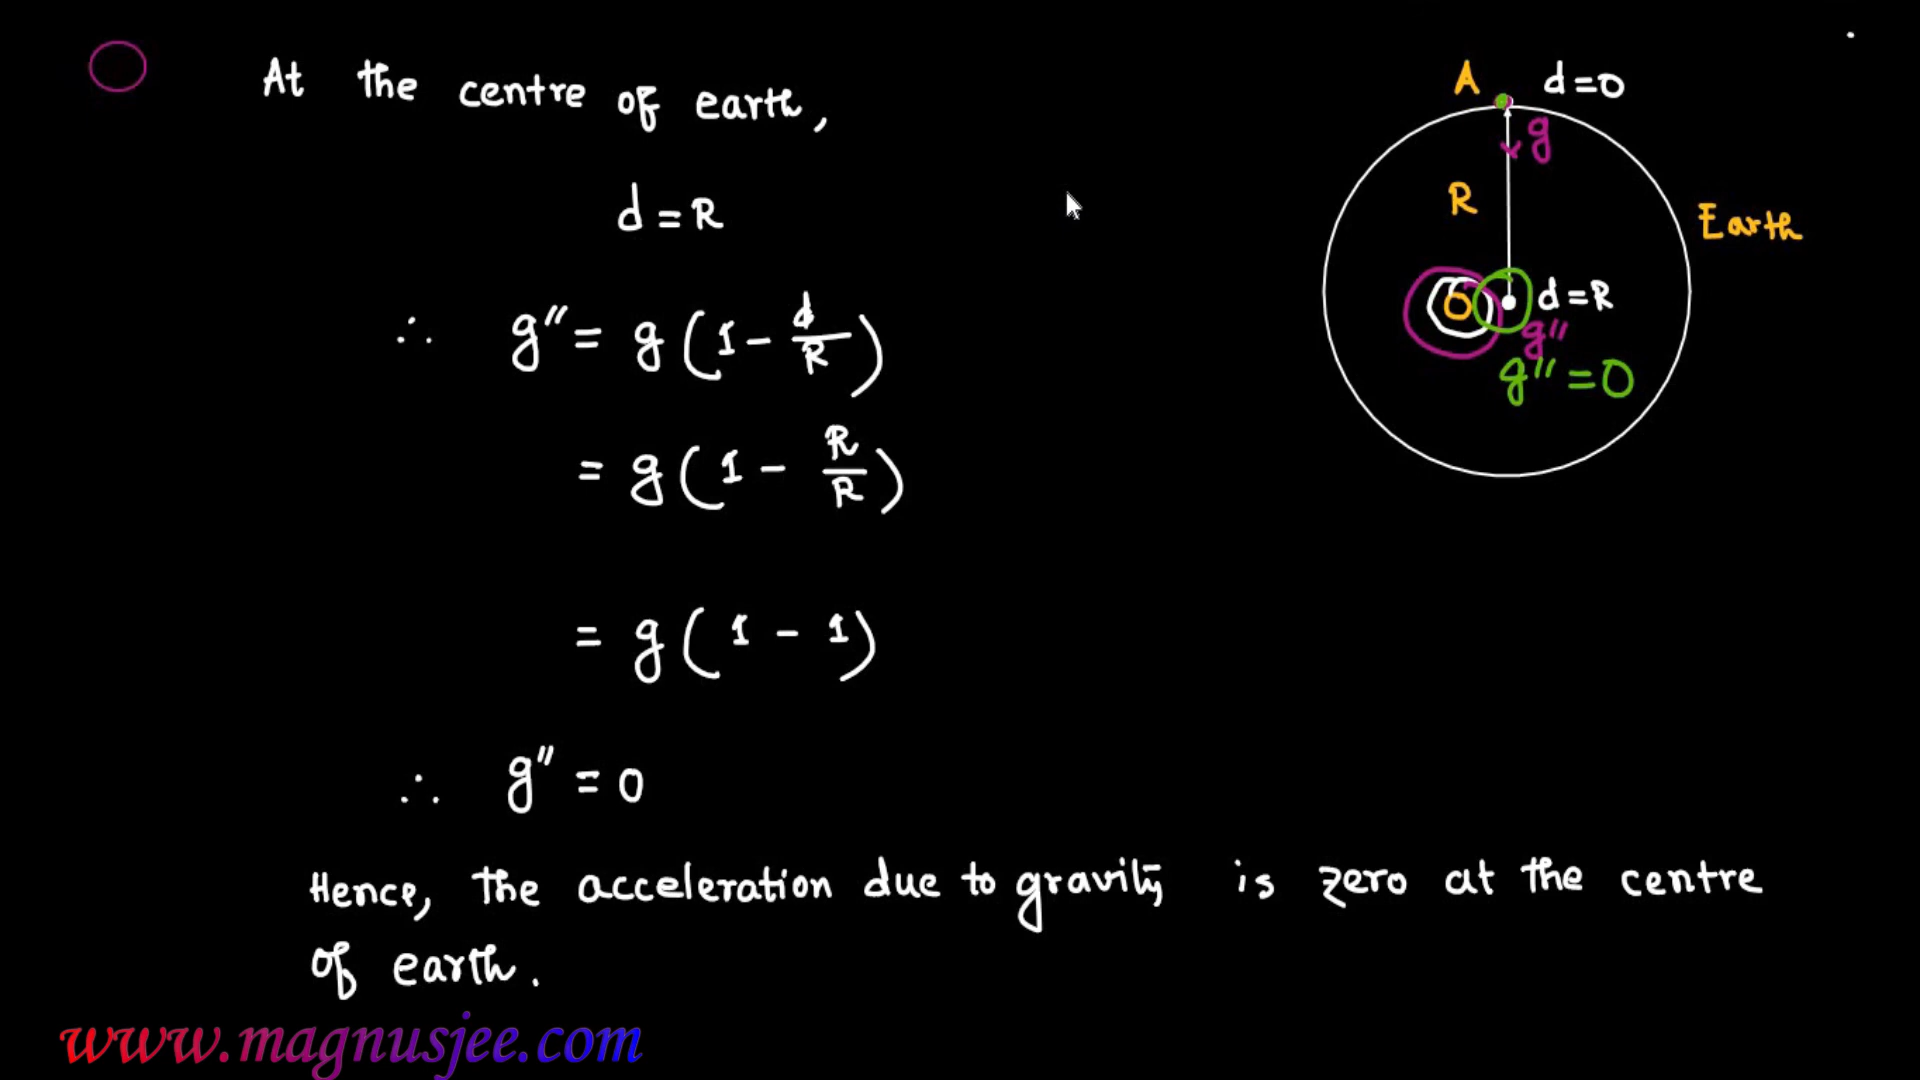 At the centre of earth,
d = R
∴ g" = g (1 - d/R)
= g (1 - R/R)
= g (1 - 1)
∴ g" = 0
Hence, the acceleration due to gravity is zero at the centre
of earth.
A d = 0
g
R
Earth
O d = R
g"
g" = 0
www.magnusjee.com